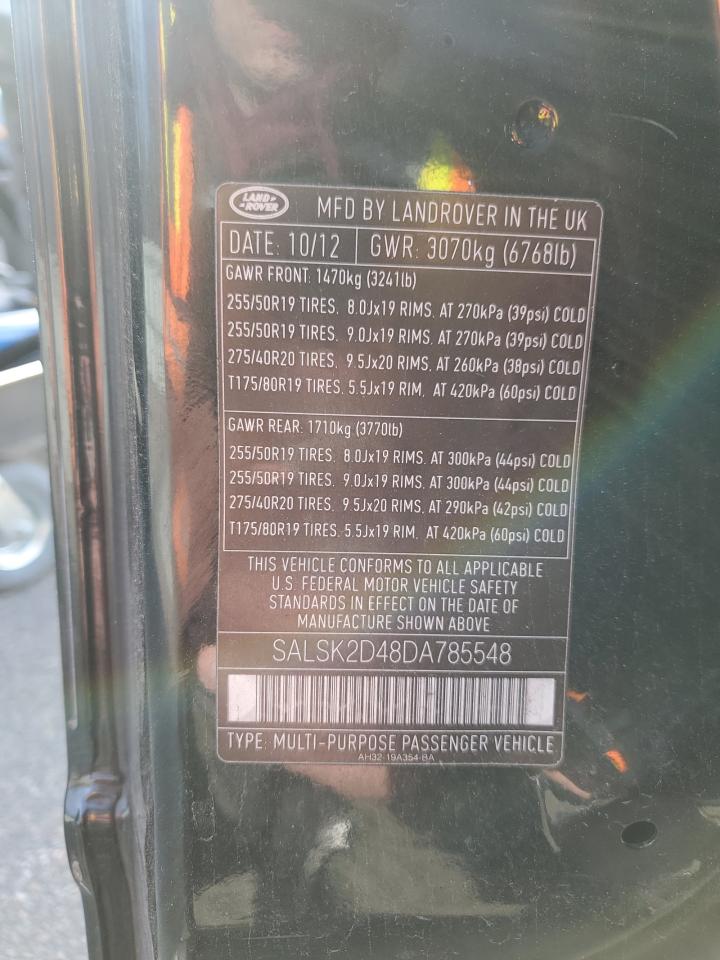 LAND ROVER
MFD BY LANDROVER IN THE UK
DATE: 10/12 GWR: 3070kg (6768lb)
GAWR FRONT: 1470kg (3241lb)
255/50R19 TIRES. 8.0Jx19 RIMS. AT 270kPa (39psi) COLD
255/50R19 TIRES. 9.0Jx19 RIMS. AT 270kPa (39psi) COLD
275/40R20 TIRES. 9.5Jx20 RIMS. AT 260kPa (38psi) COLD
T175/80R19 TIRES. 5.5Jx19 RIM. AT 420kPa (60psi) COLD
GAWR REAR: 1710kg (3770lb)
255/50R19 TIRES. 8.0Jx19 RIMS. AT 300kPa (44psi) COLD
255/50R19 TIRES. 9.0Jx19 RIMS. AT 300kPa (44psi) COLD
275/40R20 TIRES. 9.5Jx20 RIMS. AT 290kPa (42psi) COLD
T175/80R19 TIRES. 5.5Jx19 RIM. AT 420kPa (60psi) COLD
THIS VEHICLE CONFORMS TO ALL APPLICABLE
U.S. FEDERAL MOTOR VEHICLE SAFETY
STANDARDS IN EFFECT ON THE DATE OF
MANUFACTURE SHOWN ABOVE
SALSK2D48DA785548
TYPE: MULTI-PURPOSE PASSENGER VEHICLE
AH32-19A354-BA